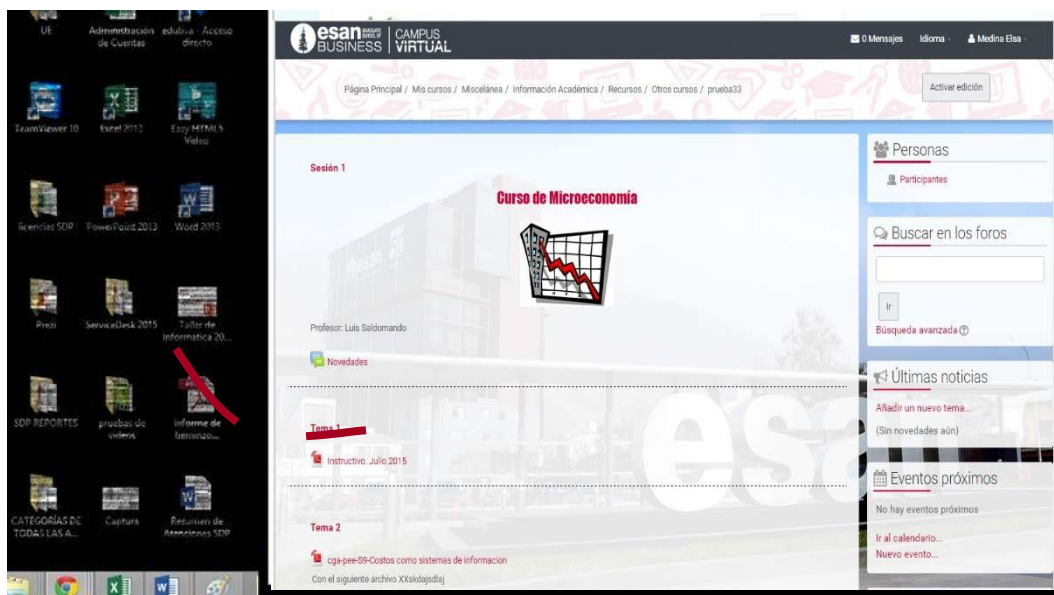 UE
Administración de Cuentas
edubiva - Acceso directo
TeamViewer 10
Excel 2013
Easy HTML5 Video
licencias SDP
PowerPoint 2013
Word 2013
Prezi
ServiceDesk 2015
Taller de
informatica 20...
SDP REPORTES
pruebas de
videos
informe de
CATEGORÍAS DE
TODAS LAS A...
Captura
Resumen de
Atenciones SDP
esan GRADUATE SCHOOL OF
BUSINESS
CAMPUS
VIRTUAL
0 Mensajes Idioma Medina Elsa
Página Principal / Mis cursos / Miscelánea / Información Académica / Recursos / Otros cursos / prueba33
Activar edición
Sesión 1
Curso de Microeconomía
Profesor: Luis Saldomando
Novedades
Tema 1
Instructivo. Julio 2015
Tema 2
cga-pee-S9-Costos como sistemas de informacion
Con el siguiente archivo XXskdajsdlaj
Personas
Participantes
Buscar en los foros
Ir
Búsqueda avanzada
Últimas noticias
Añadir un nuevo tema...
(Sin novedades aún)
Eventos próximos
No hay eventos próximos
Ir al calendario...
Nuevo evento...
esan